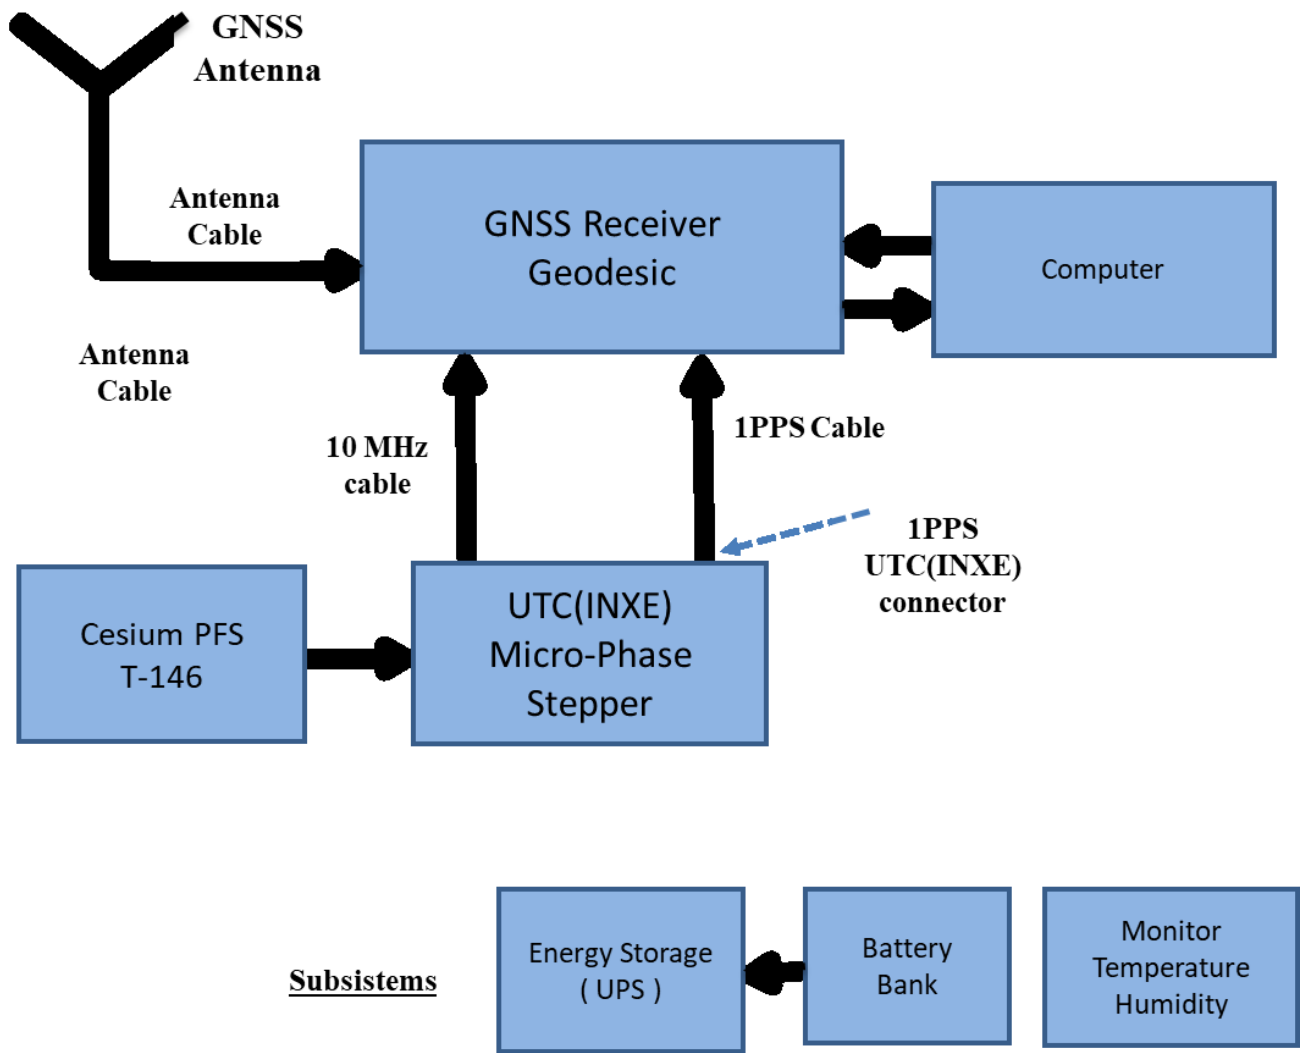 GNSS
Antenna
Antenna
Cable
GNSS Receiver
Geodesic
Computer
Antenna
Cable
10 MHz
cable
1PPS Cable
1PPS
UTC(INXE)
connector
Cesium PFS
T-146
UTC(INXE)
Micro-Phase
Stepper
Subsistems
Energy Storage
( UPS )
Battery
Bank
Monitor
Temperature
Humidity